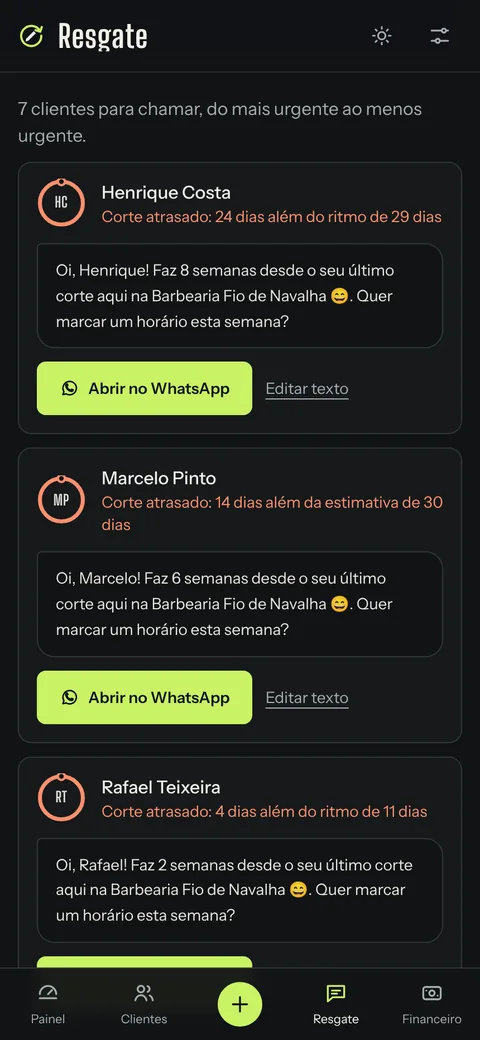 Resgate
7 clientes para chamar, do mais urgente ao menos
urgente.
HC
Henrique Costa
Corte atrasado: 24 dias além do ritmo de 29 dias
Oi, Henrique! Faz 8 semanas desde o seu último
corte aqui na Barbearia Fio de Navalha 😄. Quer
marcar um horário esta semana?
Abrir no WhatsApp
Editar texto
MP
Marcelo Pinto
Corte atrasado: 14 dias além da estimativa de 30
dias
Oi, Marcelo! Faz 6 semanas desde o seu último
corte aqui na Barbearia Fio de Navalha 😄. Quer
marcar um horário esta semana?
Abrir no WhatsApp
Editar texto
RT
Rafael Teixeira
Corte atrasado: 4 dias além do ritmo de 11 dias
Oi, Rafael! Faz 2 semanas desde o seu último corte
aqui na Barbearia Fio de Navalha 😄. Quer marcar
um horário esta semana?
Painel
Clientes
Resgate
Financeiro